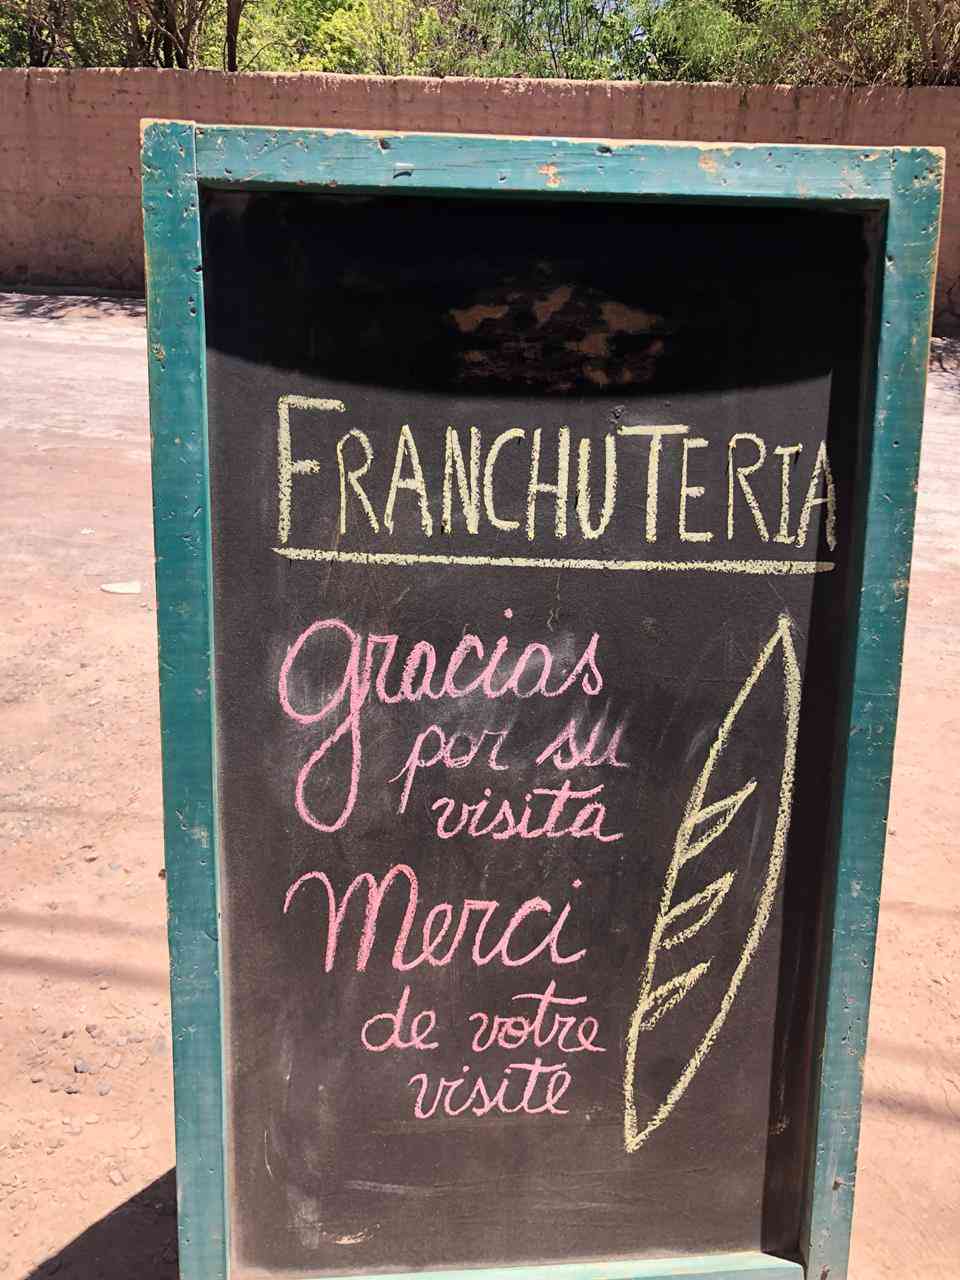 FRANCHUTERIA
gracias
por su
visita
Merci
de votre
visite